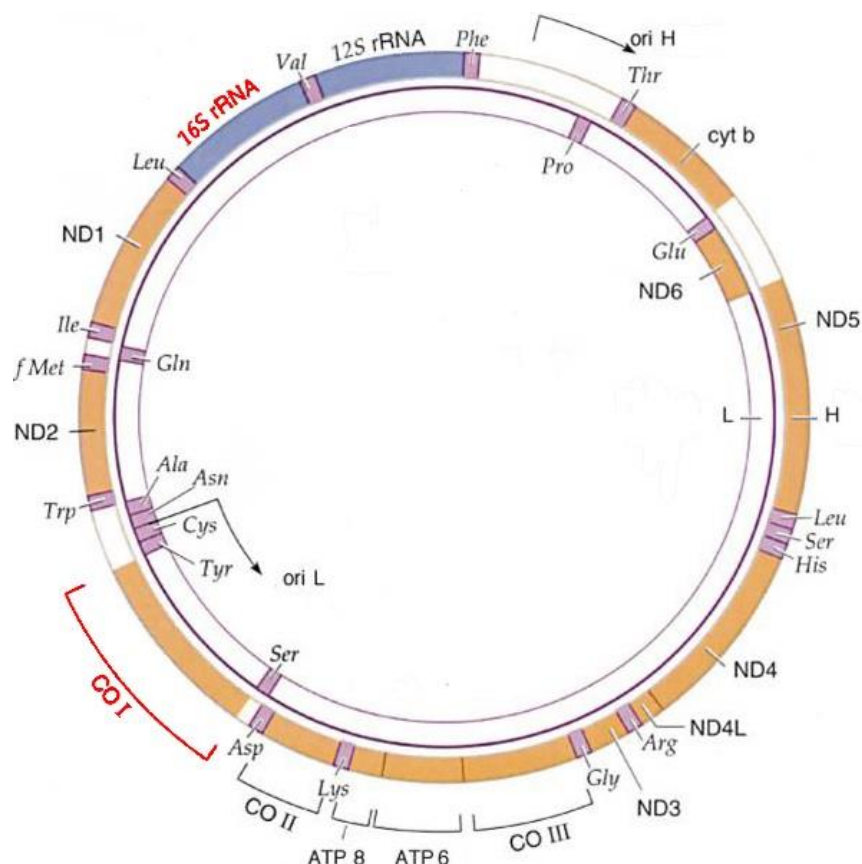 ori H
Phe
12S rRNA
Val
16S rRNA
Leu
ND1
Ile
f Met
ND2
Trp
CO I
Asp
CO II
Lys
ATP 8
ATP 6
CO III
Gly
ND3
Arg
ND4L
ND4
His
Ser
Leu
H
ND5
cyt b
Thr
Pro
Glu
ND6
L
Gln
Ala
Asn
Cys
Tyr
ori L
Ser